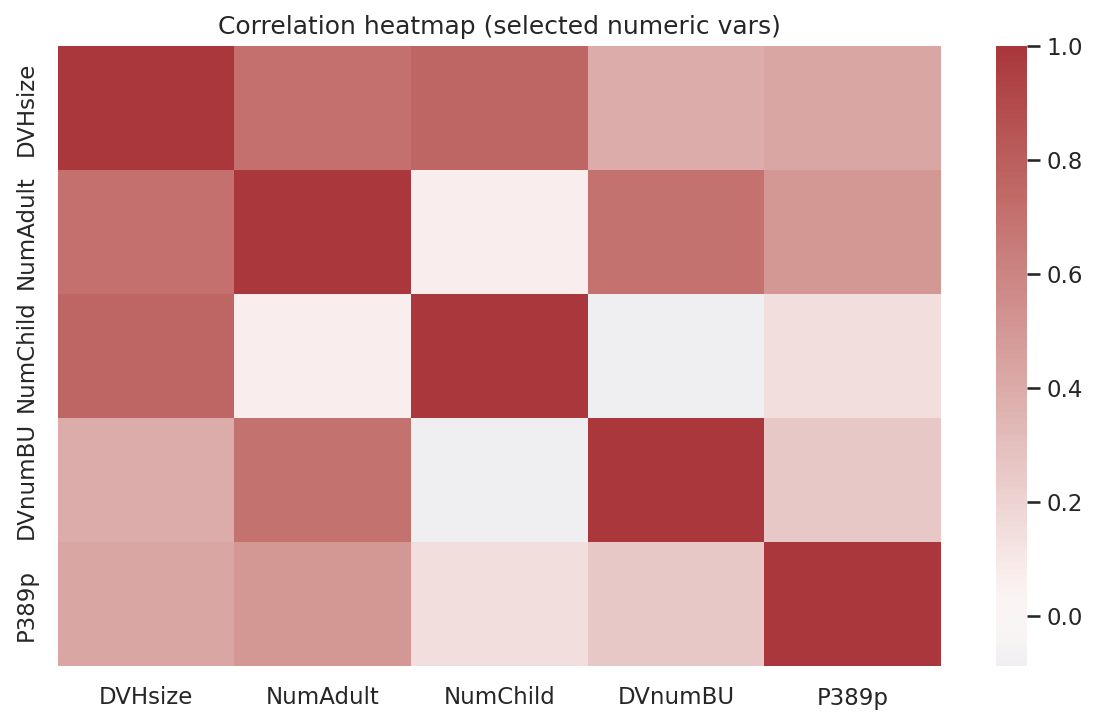 Correlation heatmap (selected numeric vars)
DVHsize
NumAdult
NumChild
DVnumBU
P389p
DVHsize
NumAdult
NumChild
DVnumBU
P389p
1.0
0.8
0.6
0.4
0.2
0.0